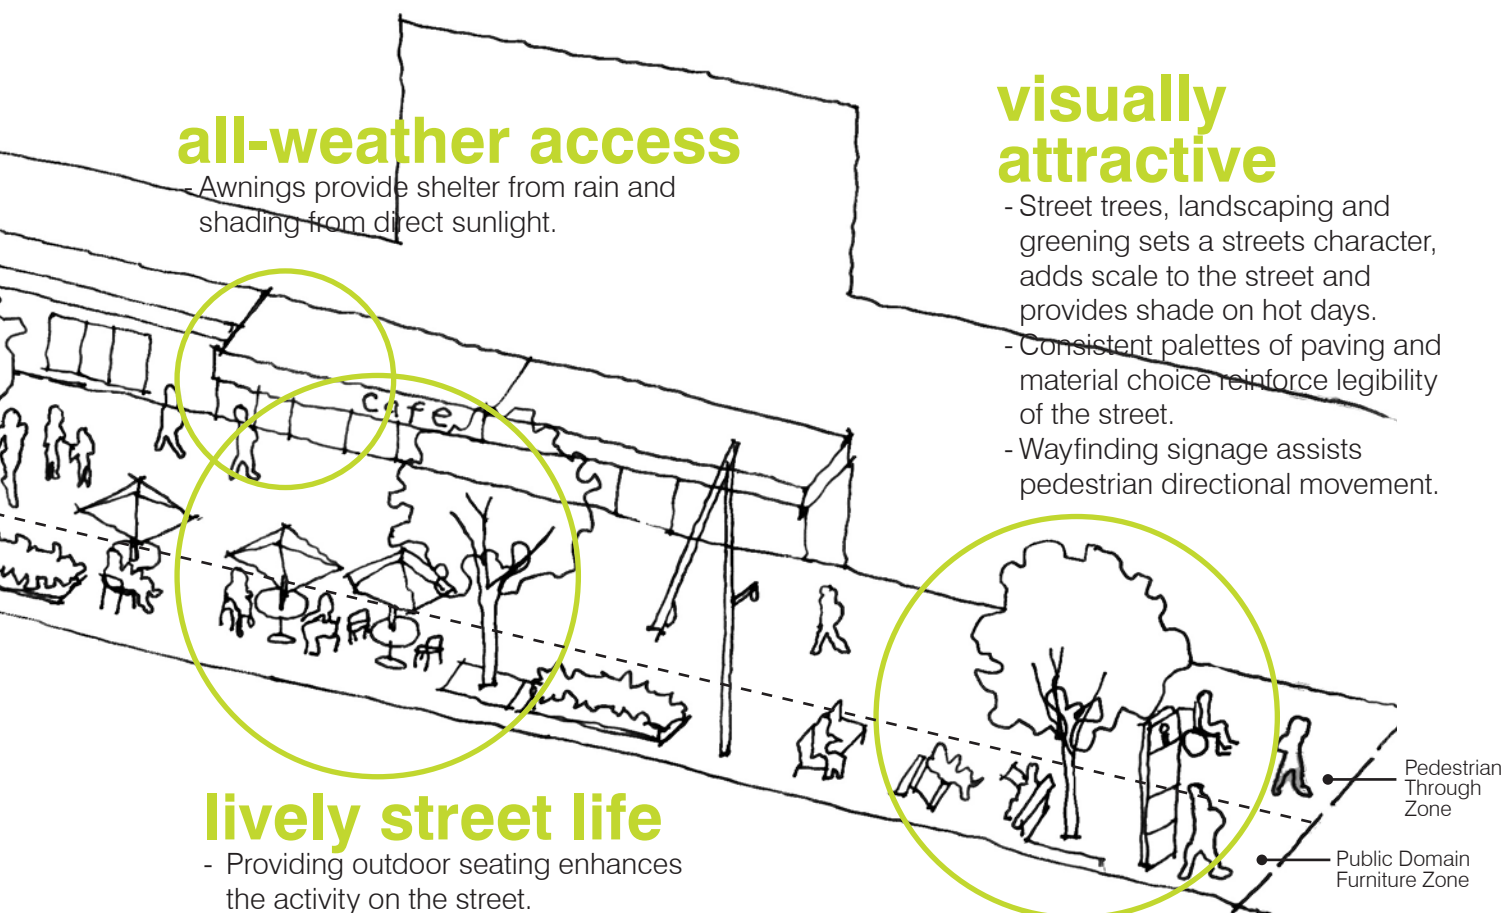 all-weather access
- Awnings provide shelter from rain and
shading from direct sunlight.
visually
attractive
- Street trees, landscaping and
greening sets a streets character,
adds scale to the street and
provides shade on hot days.
- Consistent palettes of paving and
material choice reinforce legibility
of the street.
- Wayfinding signage assists
pedestrian directional movement.
cafe
lively street life
- Providing outdoor seating enhances
the activity on the street.
Pedestrian
Through
Zone
Public Domain
Furniture Zone